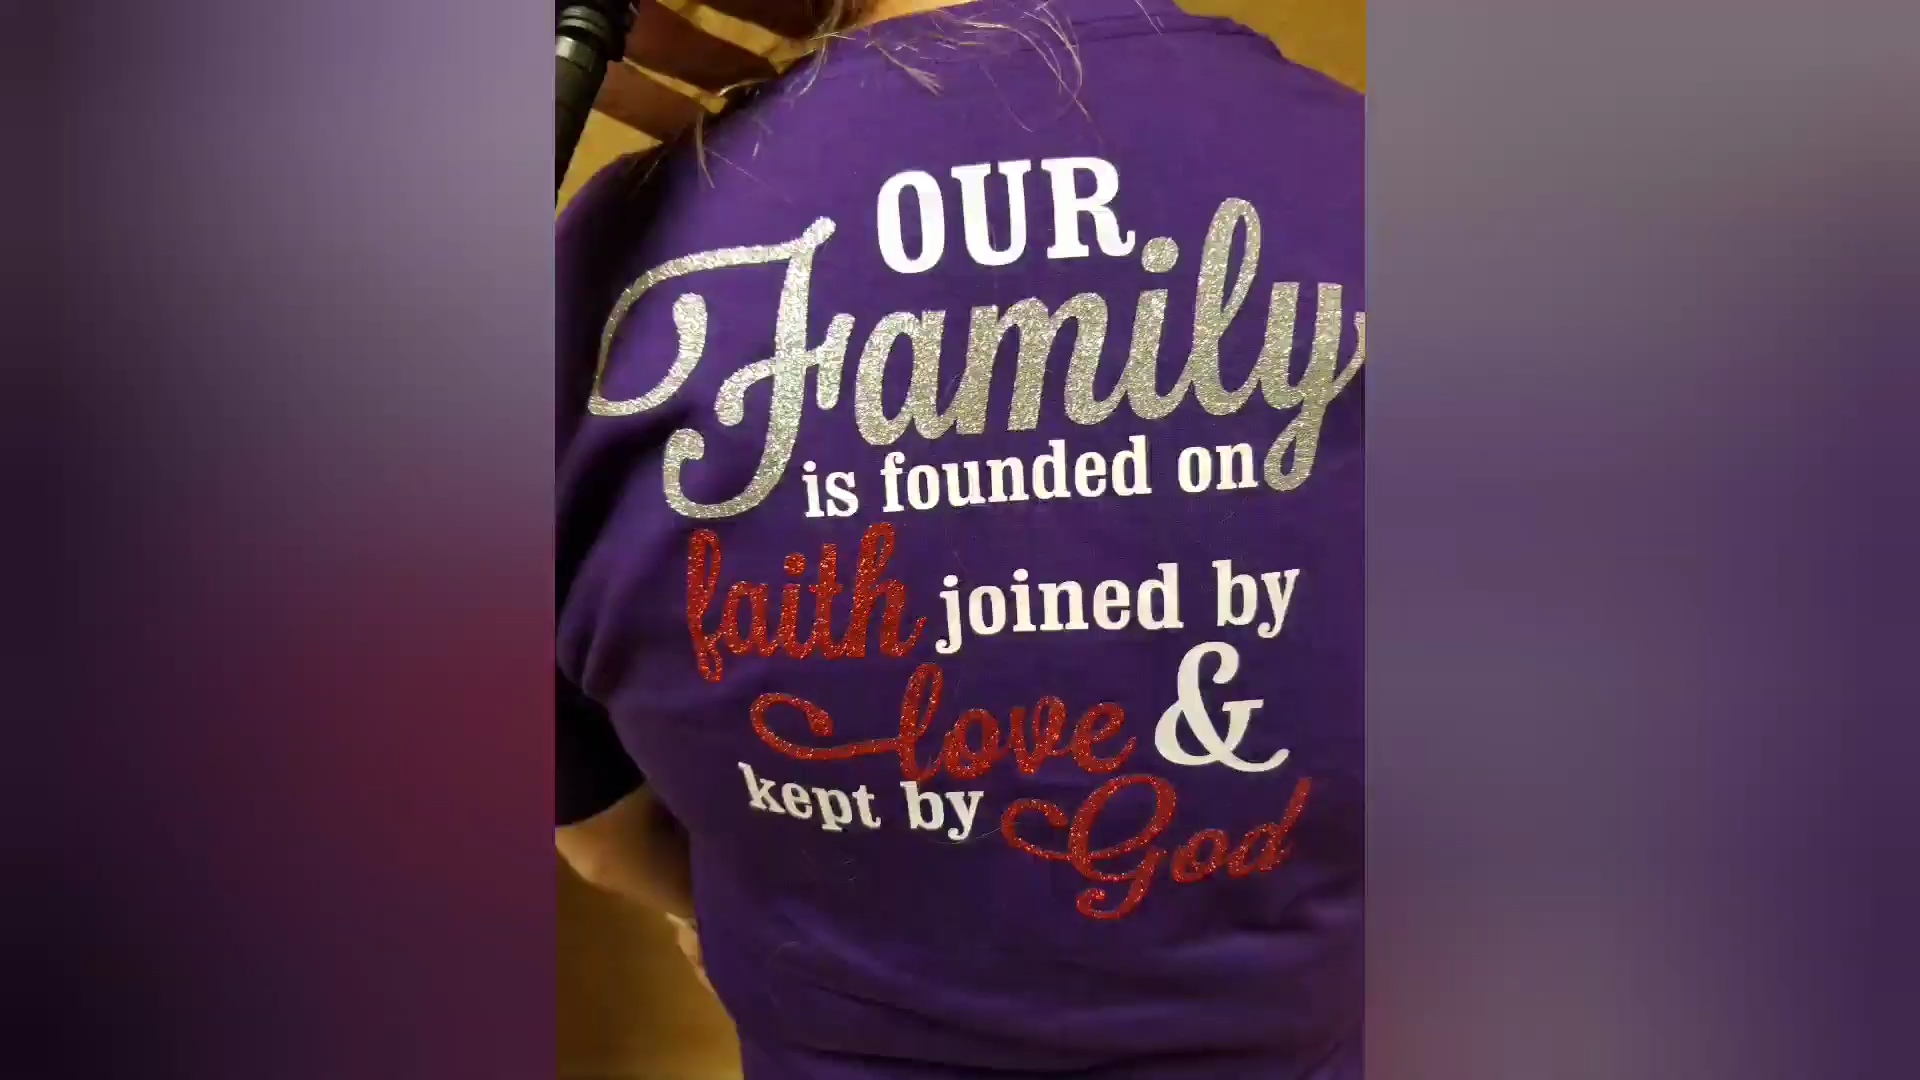 OUR
Family
is founded on
faith joined by
love &
kept by God